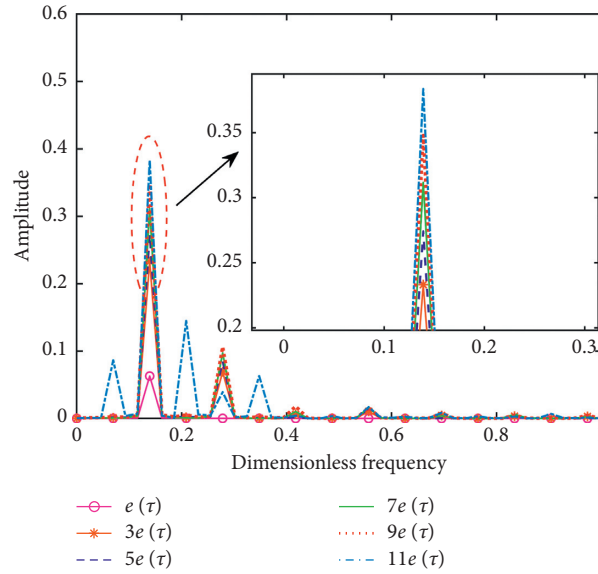 0.6
0.5
0.4
0.3
0.2
0.1
0
Amplitude
0.35
0.3
0.25
0.2
0 0.1 0.2 0.3
0 0.2 0.4 0.6 0.8
Dimensionless frequency
e (τ) 7e (τ)
3e (τ) 9e (τ)
5e (τ) 11e (τ)